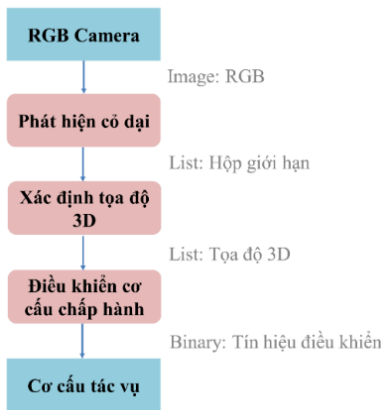 RGB Camera
Image: RGB
Phát hiện cỏ dại
List: Hộp giới hạn
Xác định tọa độ
3D
List: Tọa độ 3D
Điều khiển cơ
cấu chấp hành
Binary: Tín hiệu điều khiển
Cơ cấu tác vụ